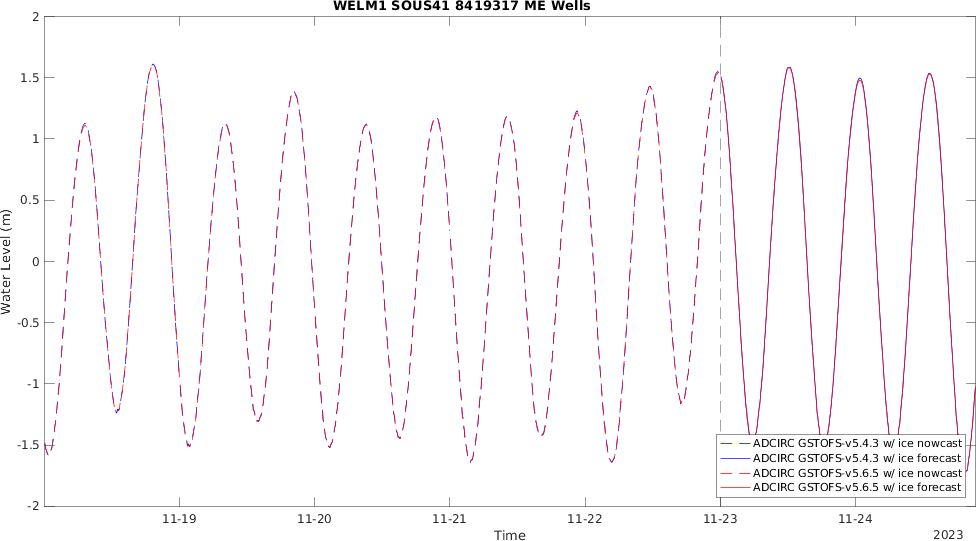 WELM1 SOUS41 8419317 ME Wells
2
1.5
1
0.5
0
-0.5
-1
-1.5
-2
Water Level (m)
ADCIRC GSTOFS-v5.4.3 w/ ice nowcast
ADCIRC GSTOFS-v5.4.3 w/ ice forecast
ADCIRC GSTOFS-v5.6.5 w/ ice nowcast
ADCIRC GSTOFS-v5.6.5 w/ ice forecast
11-19 11-20 11-21 11-22 11-23 11-24
Time
2023